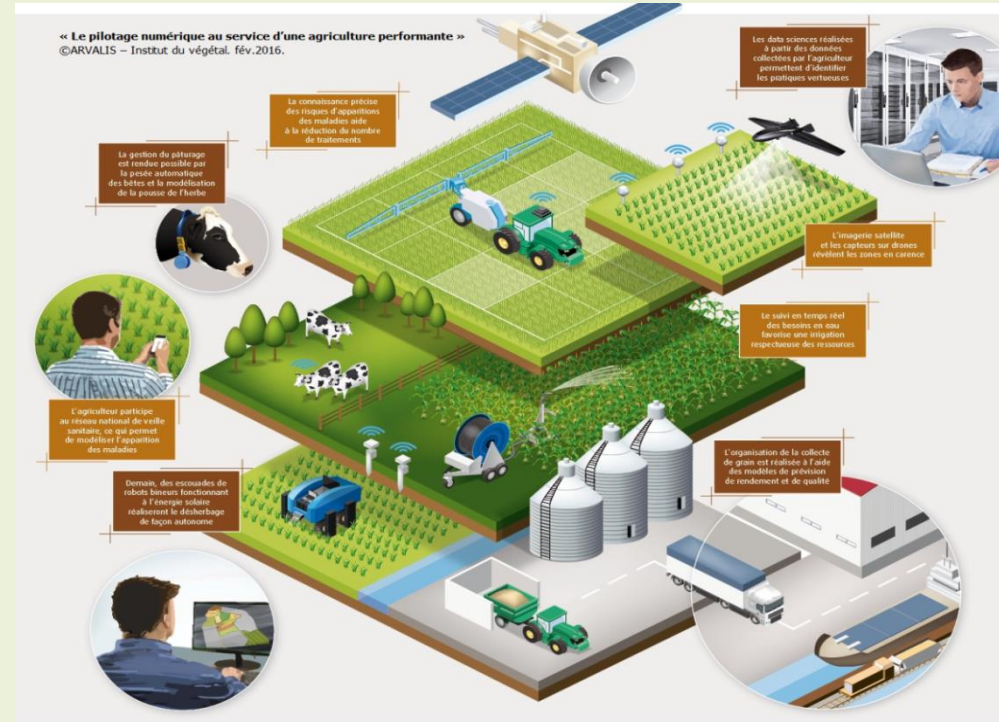 « Le pilotage numérique au service d'une agriculture performante »
©ARVALIS – Institut du végétal. fév.2016.
Les data sciences réalisées
à partir des données
collectées par l'agriculteur
permettent d'identifier
les pratiques vertueuses
La connaissance précise
des risques d'apparitions
des maladies aide
à la réduction du nombre
de traitements
La gestion du pâturage
est rendue possible par
la pesée automatique
des bêtes et la modélisation
de la pousse de l'herbe
L'imagerie satellite
et les capteurs sur drones
révèlent les zones en carence
Le suivi en temps réel
des besoins en eau
favorise une irrigation
respectueuse des ressources
L'agriculteur participe
au réseau national de veille
sanitaire, ce qui permet
de modéliser l'apparition
des maladies
L'organisation de la collecte
de grain est réalisée à l'aide
des modèles de prévision
de rendement et de qualité
Demain, des escouades de
robots bineurs fonctionnant
à l'énergie solaire
réaliseront le désherbage
de façon autonome